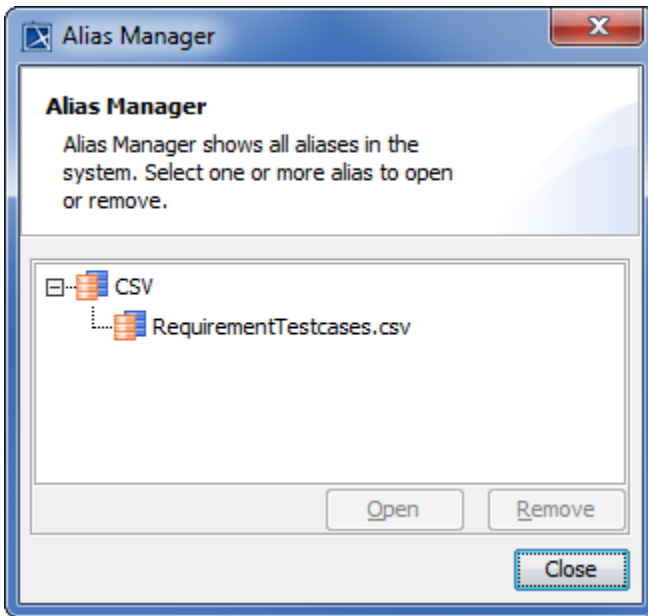 Alias Manager
Alias Manager
Alias Manager shows all aliases in the
system. Select one or more alias to open
or remove.
CSV
RequirementTestcases.csv
Open Remove
Close